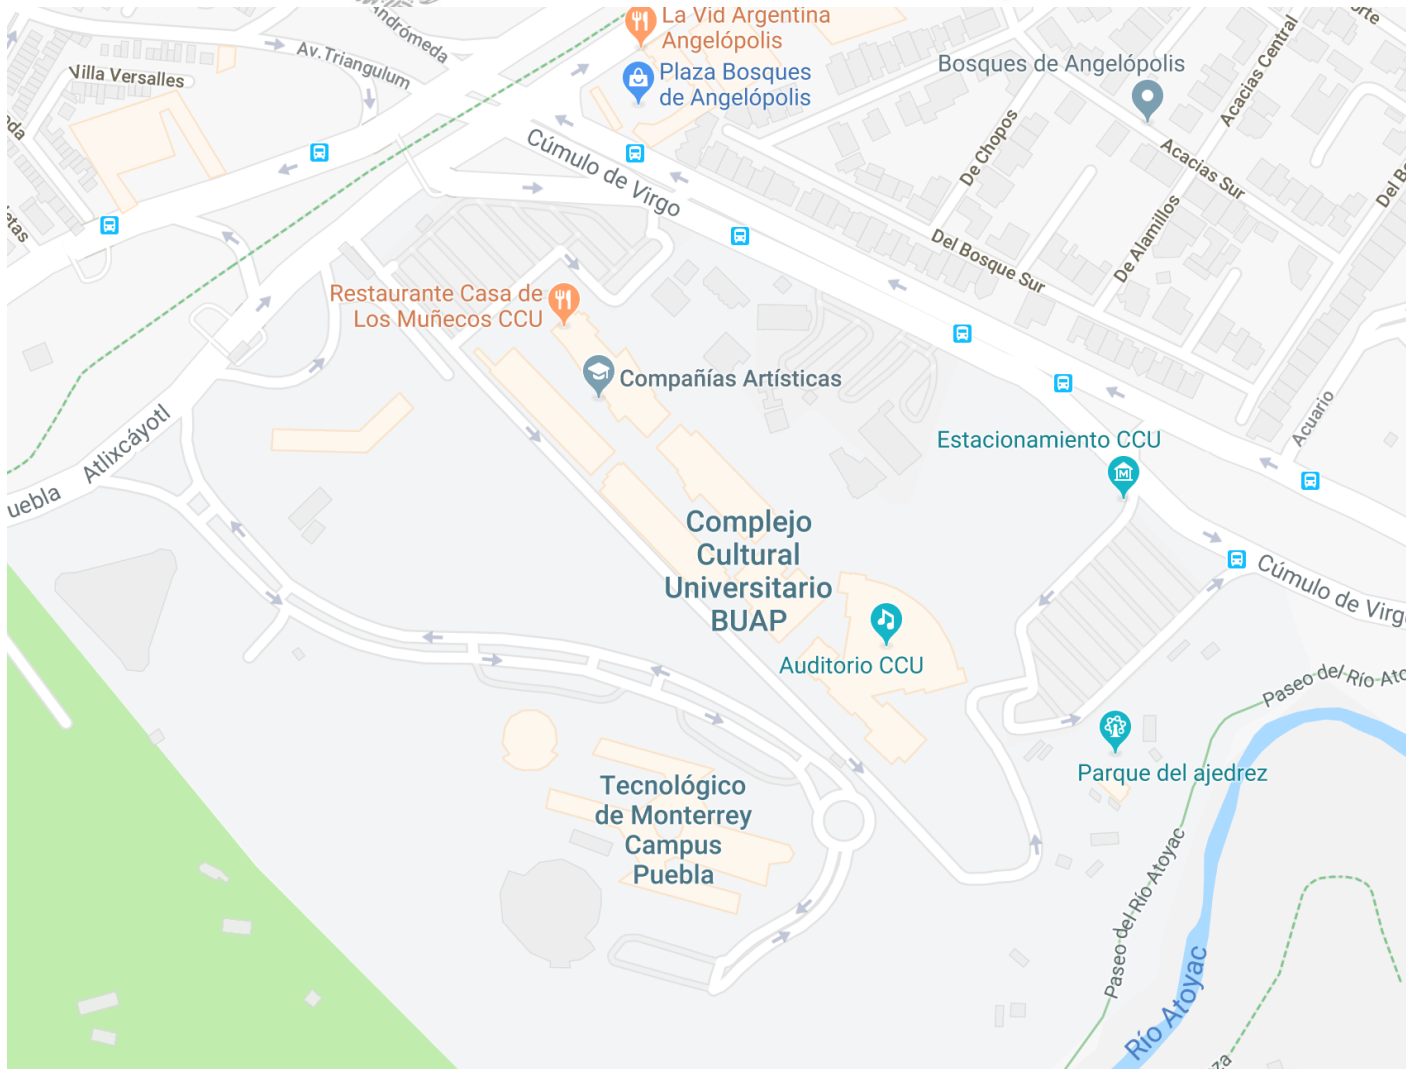 La Vid Argentina
Angelópolis
Andrómeda
Av. Triangulum
Villa Versalles
Plaza Bosques
de Angelópolis
Bosques de Angelópolis
Acacias Central
De Chopos
Acacias Sur
Cúmulo de Virgo
De Alamillos
Del Bosque Sur
Restaurante Casa de
Los Muñecos CCU
Compañías Artísticas
Acuario
Atlixcáyotl
Estacionamiento CCU
Complejo
Cultural
Universitario
BUAP
Cúmulo de Virgo
Auditorio CCU
Paseo del Río Atoyac
Parque del ajedrez
Tecnológico
de Monterrey
Campus
Puebla
Paseo del Río Atoyac
Río Atoyac